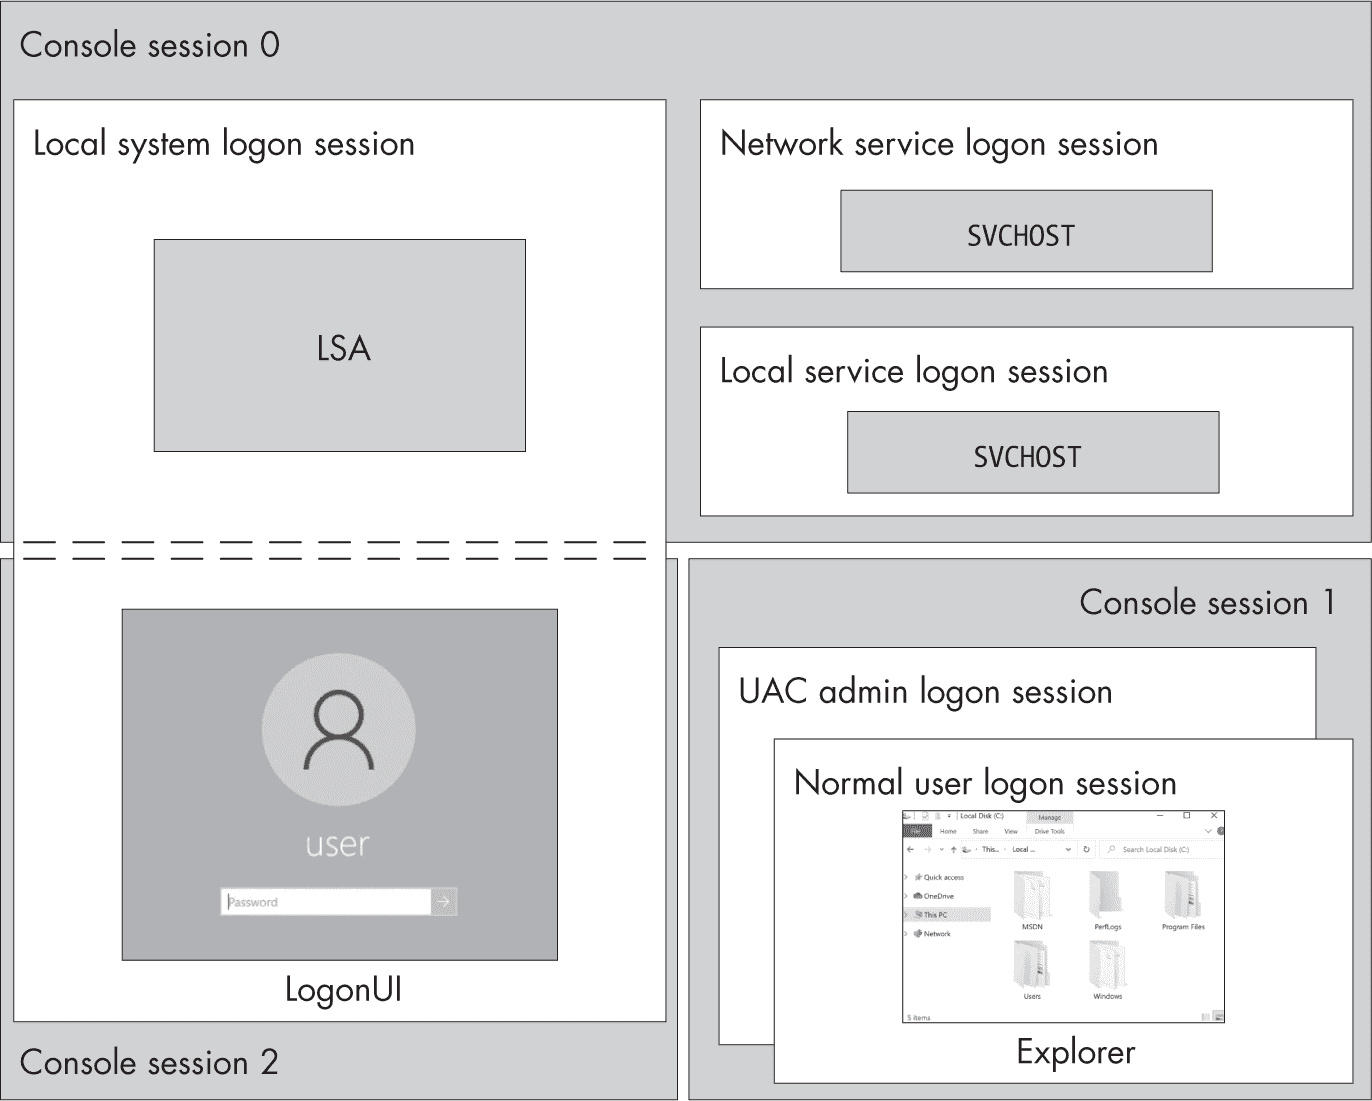 Console session 0
Local system logon session
LSA
Network service logon session
SVCHOST
Local service logon session
SVCHOST
user
Password
LogonUI
Console session 2
Console session 1
UAC admin logon session
Normal user logon session
Local Disk (C:)
Manage
File
Home
Share
View
Drive Tools
This...
Local ...
Search Local Disk (C:)
Quick access
OneDrive
This PC
Network
MSDN
PerfLogs
Program Files
Users
Windows
5 items
Explorer